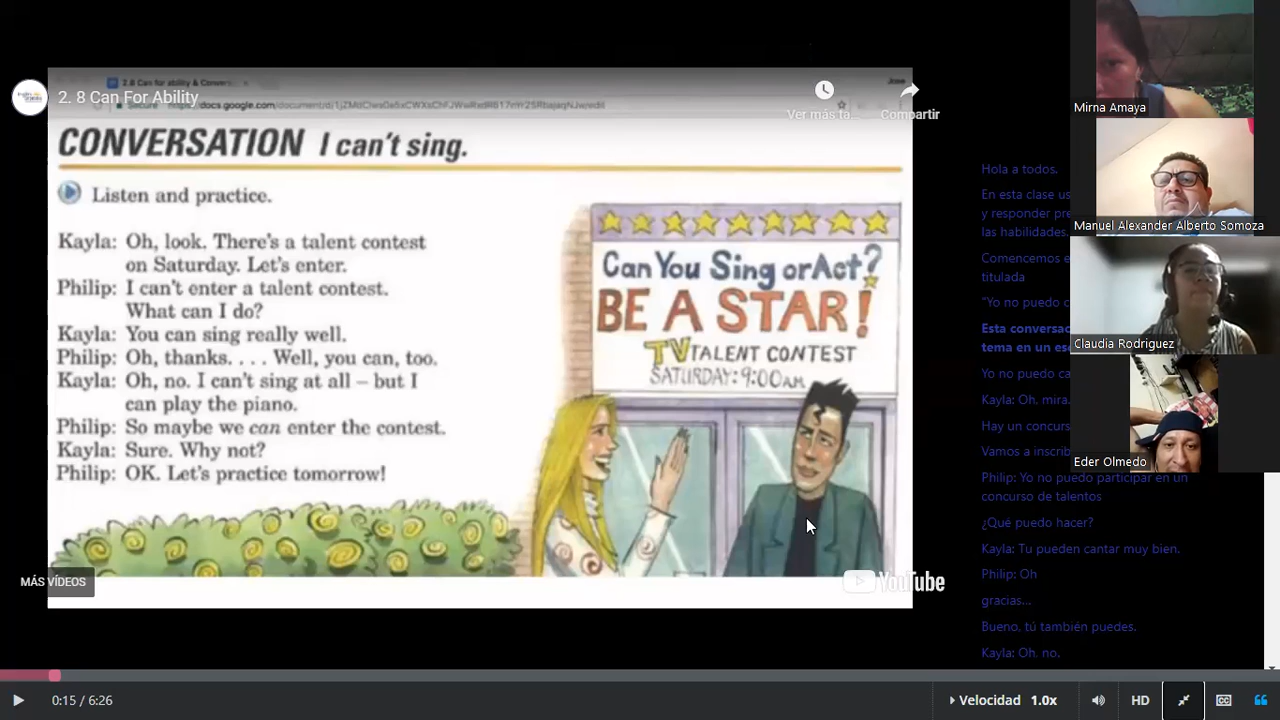 2. 8 Can For Ability
Ver más ta...
Compartir
CONVERSATION I can't sing.
Listen and practice.
Kayla: Oh, look. There's a talent contest
on Saturday. Let's enter.
Philip: I can't enter a talent contest.
What can I do?
Kayla: You can sing really well.
Philip: Oh, thanks. . . . Well, you can, too.
Kayla: Oh, no. I can't sing at all – but I
can play the piano.
Philip: So maybe we can enter the contest.
Kayla: Sure. Why not?
Philip: OK. Let's practice tomorrow!
Can You Sing or Act?
BE A STAR!
TV TALENT CONTEST
SATURDAY: 9:00 AM
MÁS VÍDEOS
YouTube
Hola a todos.
En esta clase us
y responder pre
las habilidades.
Comencemos e
titulada
"Yo no puedo c
Esta conversac
tema en un es
Yo no puedo ca
Kayla: Oh, mira.
Hay un concurs
Vamos a inscrib
Philip: Yo no puedo participar en un
concurso de talentos
¿Qué puedo hacer?
Kayla: Tu pueden cantar muy bien.
Philip: Oh
gracias...
Bueno, tú también puedes.
Kayla: Oh, no.
Mirna Amaya
Manuel Alexander Alberto Somoza
Claudia Rodriguez
Eder Olmedo
0:15 / 6:26
Velocidad 1.0x
HD
CC